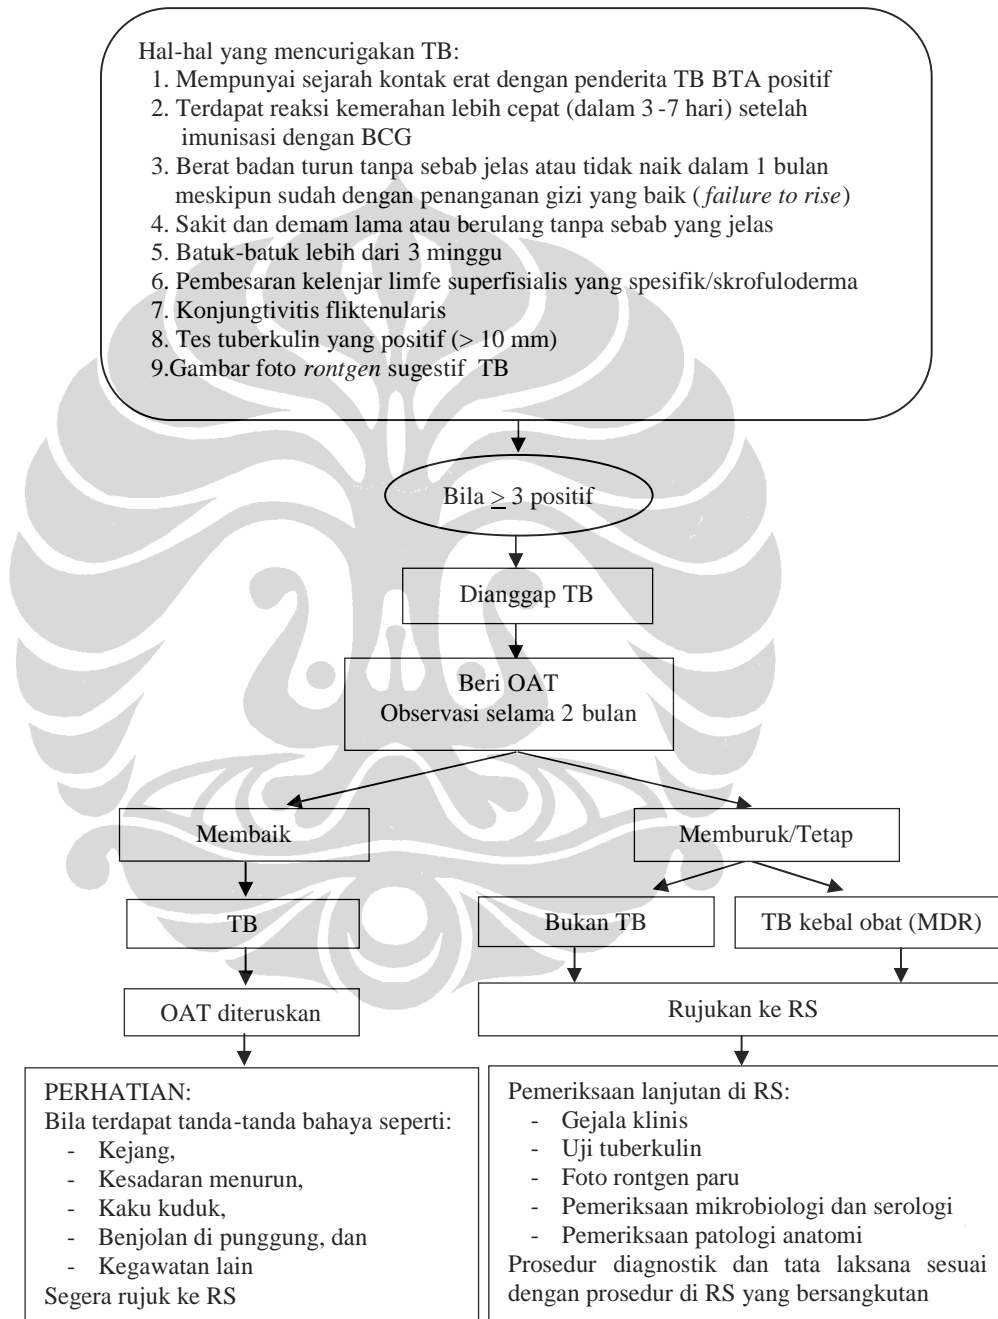 Hal-hal yang mencurigakan TB:
1. Mempunyai sejarah kontak erat dengan penderita TB BTA positif
2. Terdapat reaksi kemerahan lebih cepat (dalam 3-7 hari) setelah
imunisasi dengan BCG
3. Berat badan turun tanpa sebab jelas atau tidak naik dalam 1 bulan
meskipun sudah dengan penanganan gizi yang baik (failure to rise)
4. Sakit dan demam lama atau berulang tanpa sebab yang jelas
5. Batuk-batuk lebih dari 3 minggu
6. Pembesaran kelenjar limfe superfisialis yang spesifik/skrofuloderma
7. Konjungtivitis fliktenularis
8. Tes tuberkulin yang positif (> 10 mm)
9.Gambar foto rontgen sugestif TB
Bila ≥ 3 positif
Dianggap TB
Beri OAT
Observasi selama 2 bulan
Membaik
Memburuk/Tetap
TB
Bukan TB
TB kebal obat (MDR)
OAT diteruskan
Rujukan ke RS
PERHATIAN:
Bila terdapat tanda-tanda bahaya seperti:
- Kejang,
- Kesadaran menurun,
- Kaku kuduk,
- Benjolan di punggung, dan
- Kegawatan lain
Segera rujuk ke RS
Pemeriksaan lanjutan di RS:
- Gejala klinis
- Uji tuberkulin
- Foto rontgen paru
- Pemeriksaan mikrobiologi dan serologi
- Pemeriksaan patologi anatomi
Prosedur diagnostik dan tata laksana sesuai
dengan prosedur di RS yang bersangkutan